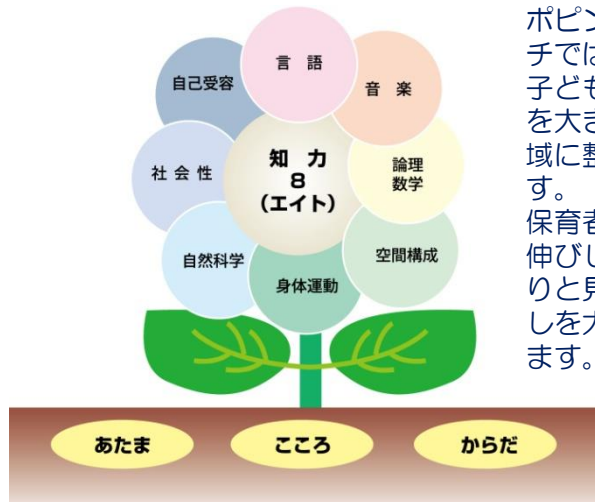 言 語
自己受容
音 楽
社 会 性
知 力
8
(エイト)
論理
数学
自然科学
空間構成
身体運動
あたま
こころ
からだ
ポピン
チでは
子ども
を大き
域に整
す。
保育者
伸びし
りと見
しを大
ます。